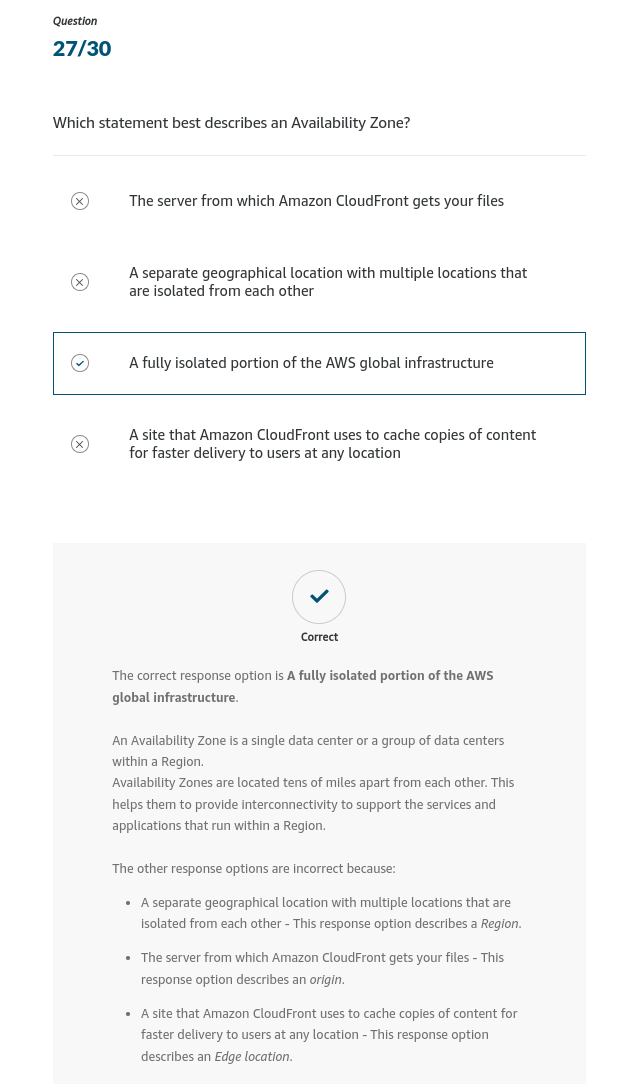 Question
27/30
Which statement best describes an Availability Zone?
The server from which Amazon CloudFront gets your files
A separate geographical location with multiple locations that
are isolated from each other
A fully isolated portion of the AWS global infrastructure
A site that Amazon CloudFront uses to cache copies of content
for faster delivery to users at any location
Correct
The correct response option is A fully isolated portion of the AWS
global infrastructure.
An Availability Zone is a single data center or a group of data centers
within a Region.
Availability Zones are located tens of miles apart from each other. This
helps them to provide interconnectivity to support the services and
applications that run within a Region.
The other response options are incorrect because:
• A separate geographical location with multiple locations that are
isolated from each other - This response option describes a Region.
• The server from which Amazon CloudFront gets your files - This
response option describes an origin.
• A site that Amazon CloudFront uses to cache copies of content for
faster delivery to users at any location - This response option
describes an Edge location.